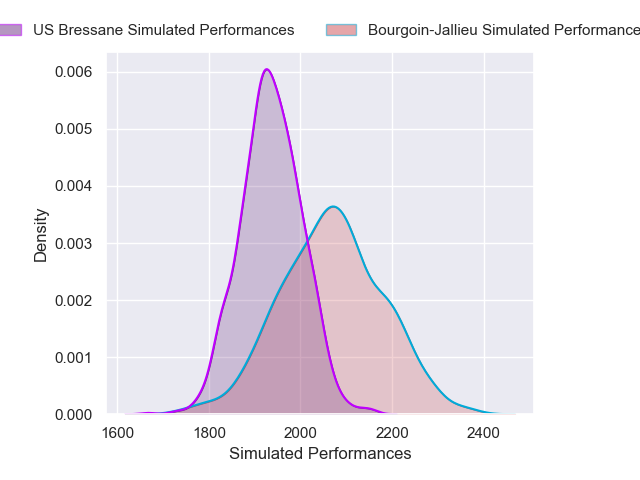 US Bressane Simulated Performances Bourgoin-Jallieu Simulated Performance
0.006
0.005
0.004
0.003
0.002
0.001
0.000
Density
1600 1800 2000 2200 2400
Simulated Performances